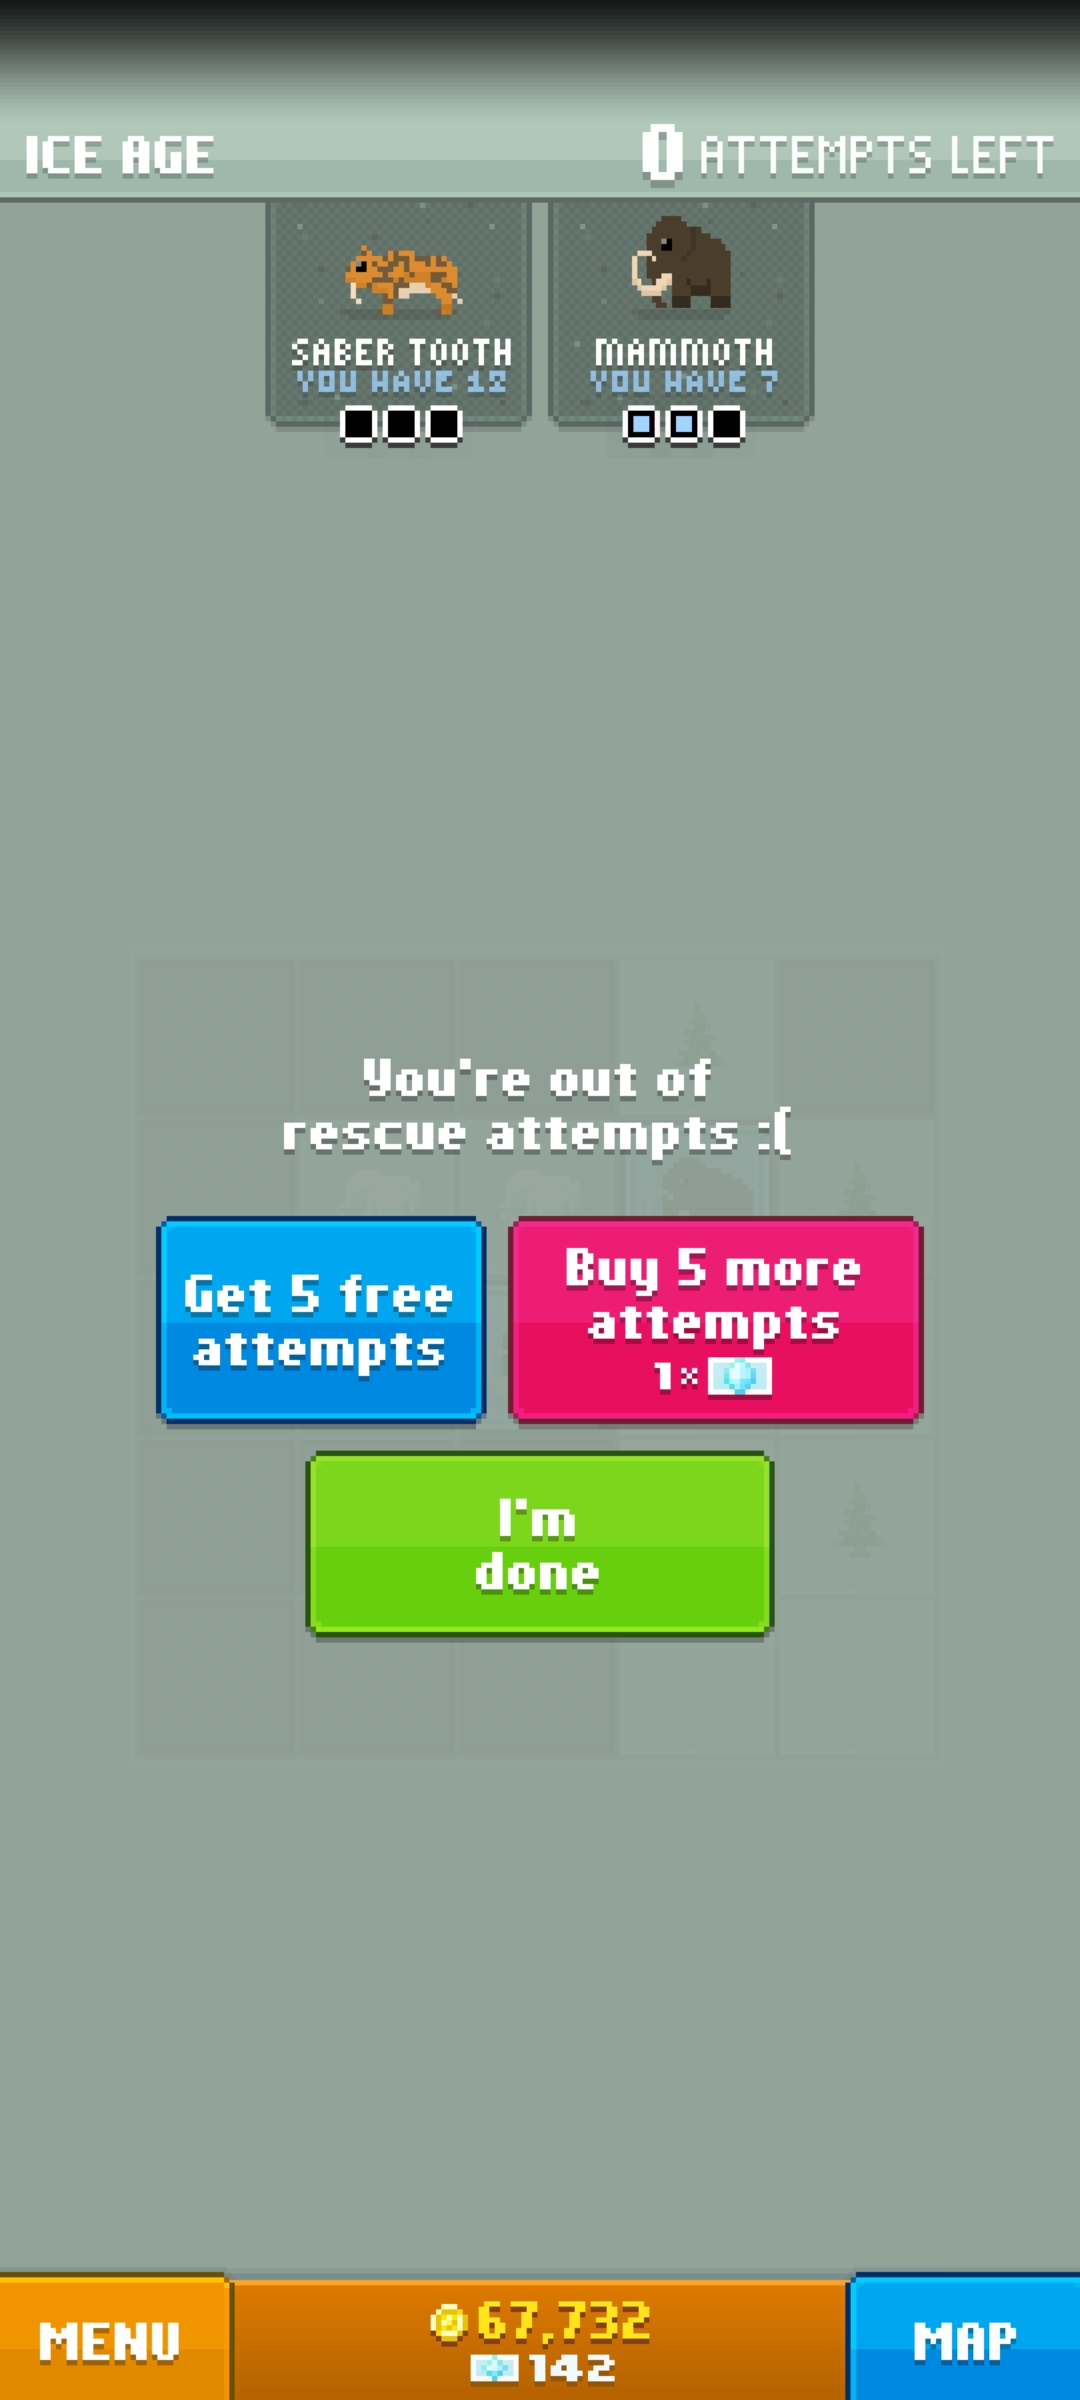 ICE AGE
0 ATTEMPTS LEFT
SABER TOOTH
YOU HAVE 18
MAMMOTH
YOU HAVE 7
You're out of
rescue attempts :(
Get 5 free
attempts
Buy 5 more
attempts
1×
I'm
done
MENU
67,732
142
MAP